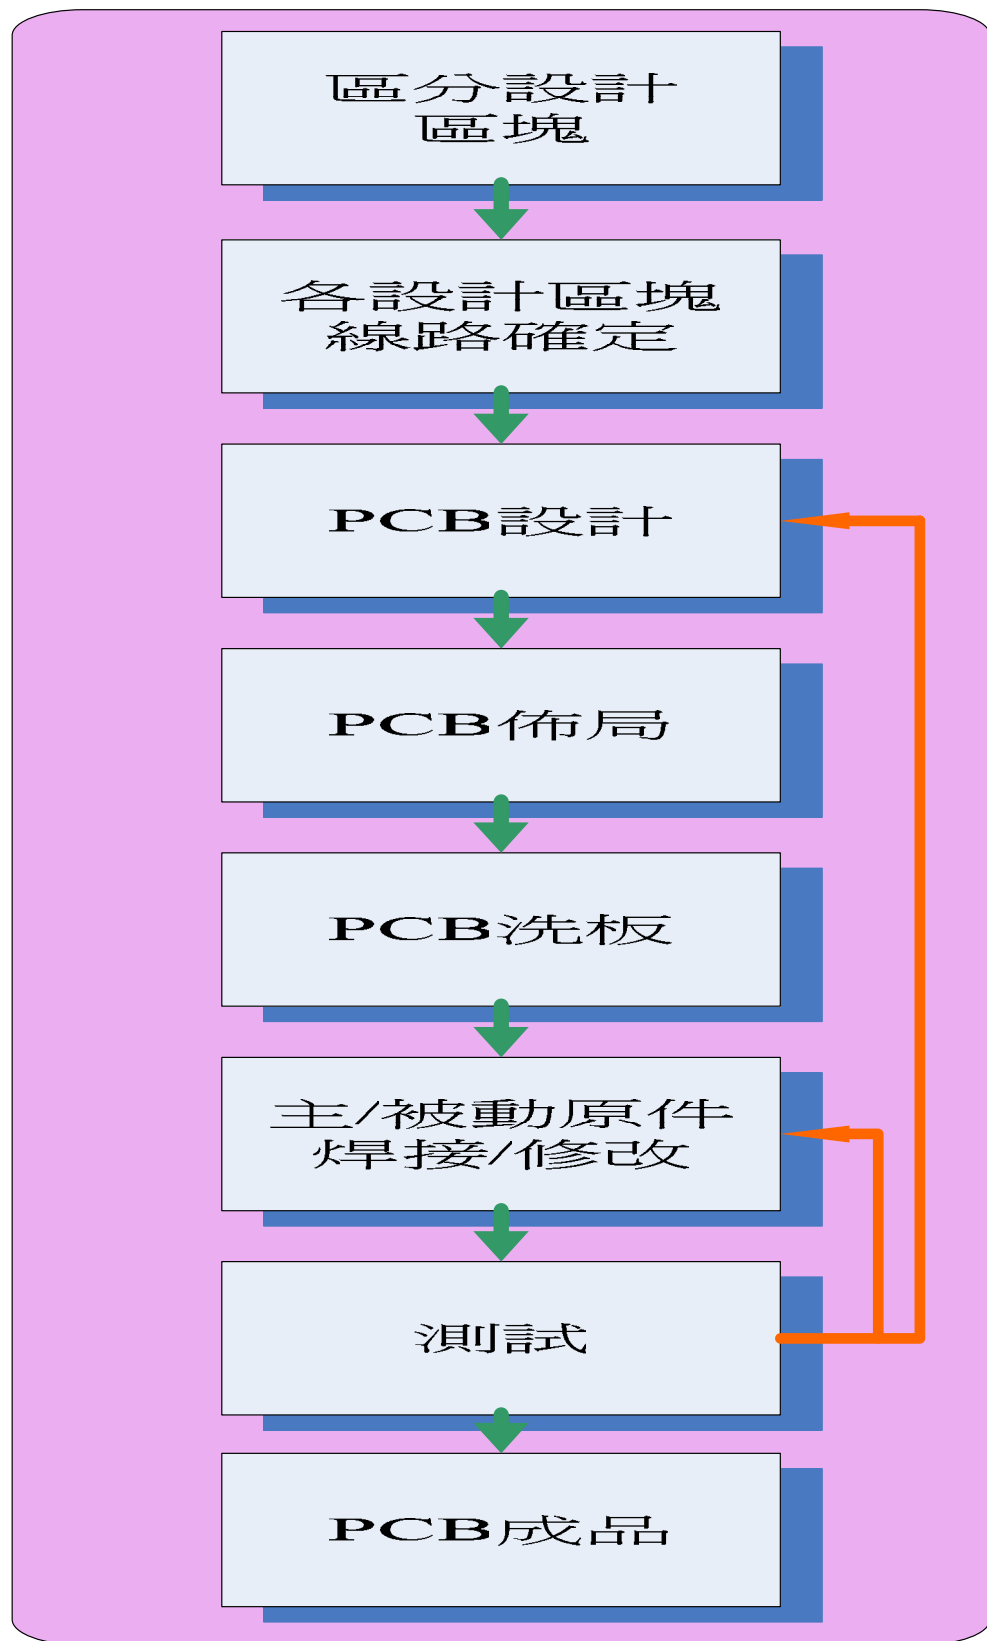 區分設計
區塊
各設計區塊
線路確定
PCB設計
PCB佈局
PCB洗板
主/被動原件
焊接/修改
測試
PCB成品